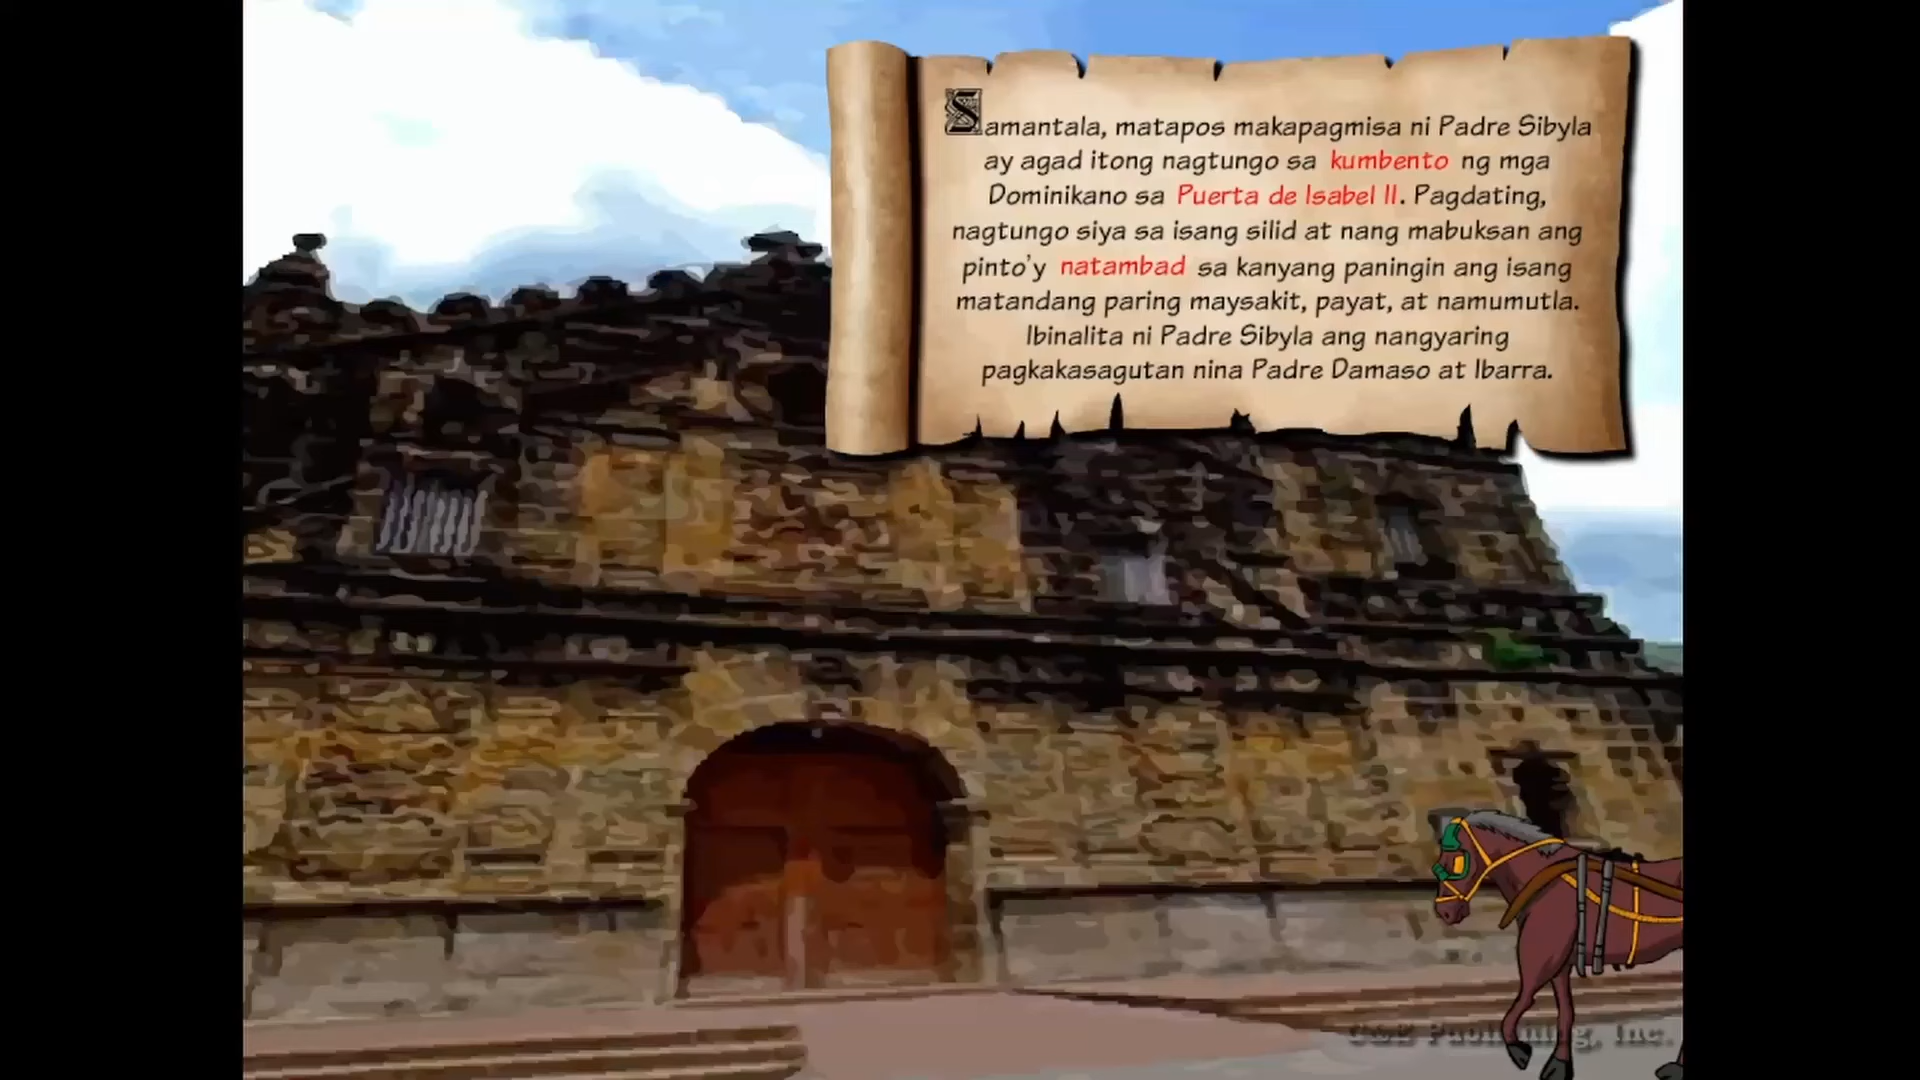 Samantala, matapos makapagmisa ni Padre Sibyla
ay agad itong nagtungo sa kumbento ng mga
Dominikano sa Puerta de Isabel II. Pagdating,
nagtungo siya sa isang silid at nang mabuksan ang
pinto'y natambad sa kanyang paningin ang isang
matandang paring maysakit, payat, at namumutla.
Ibinalita ni Padre Sibyla ang nangyaring
pagkakasagutan nina Padre Damaso at Ibarra.
C&E Publishing, Inc.